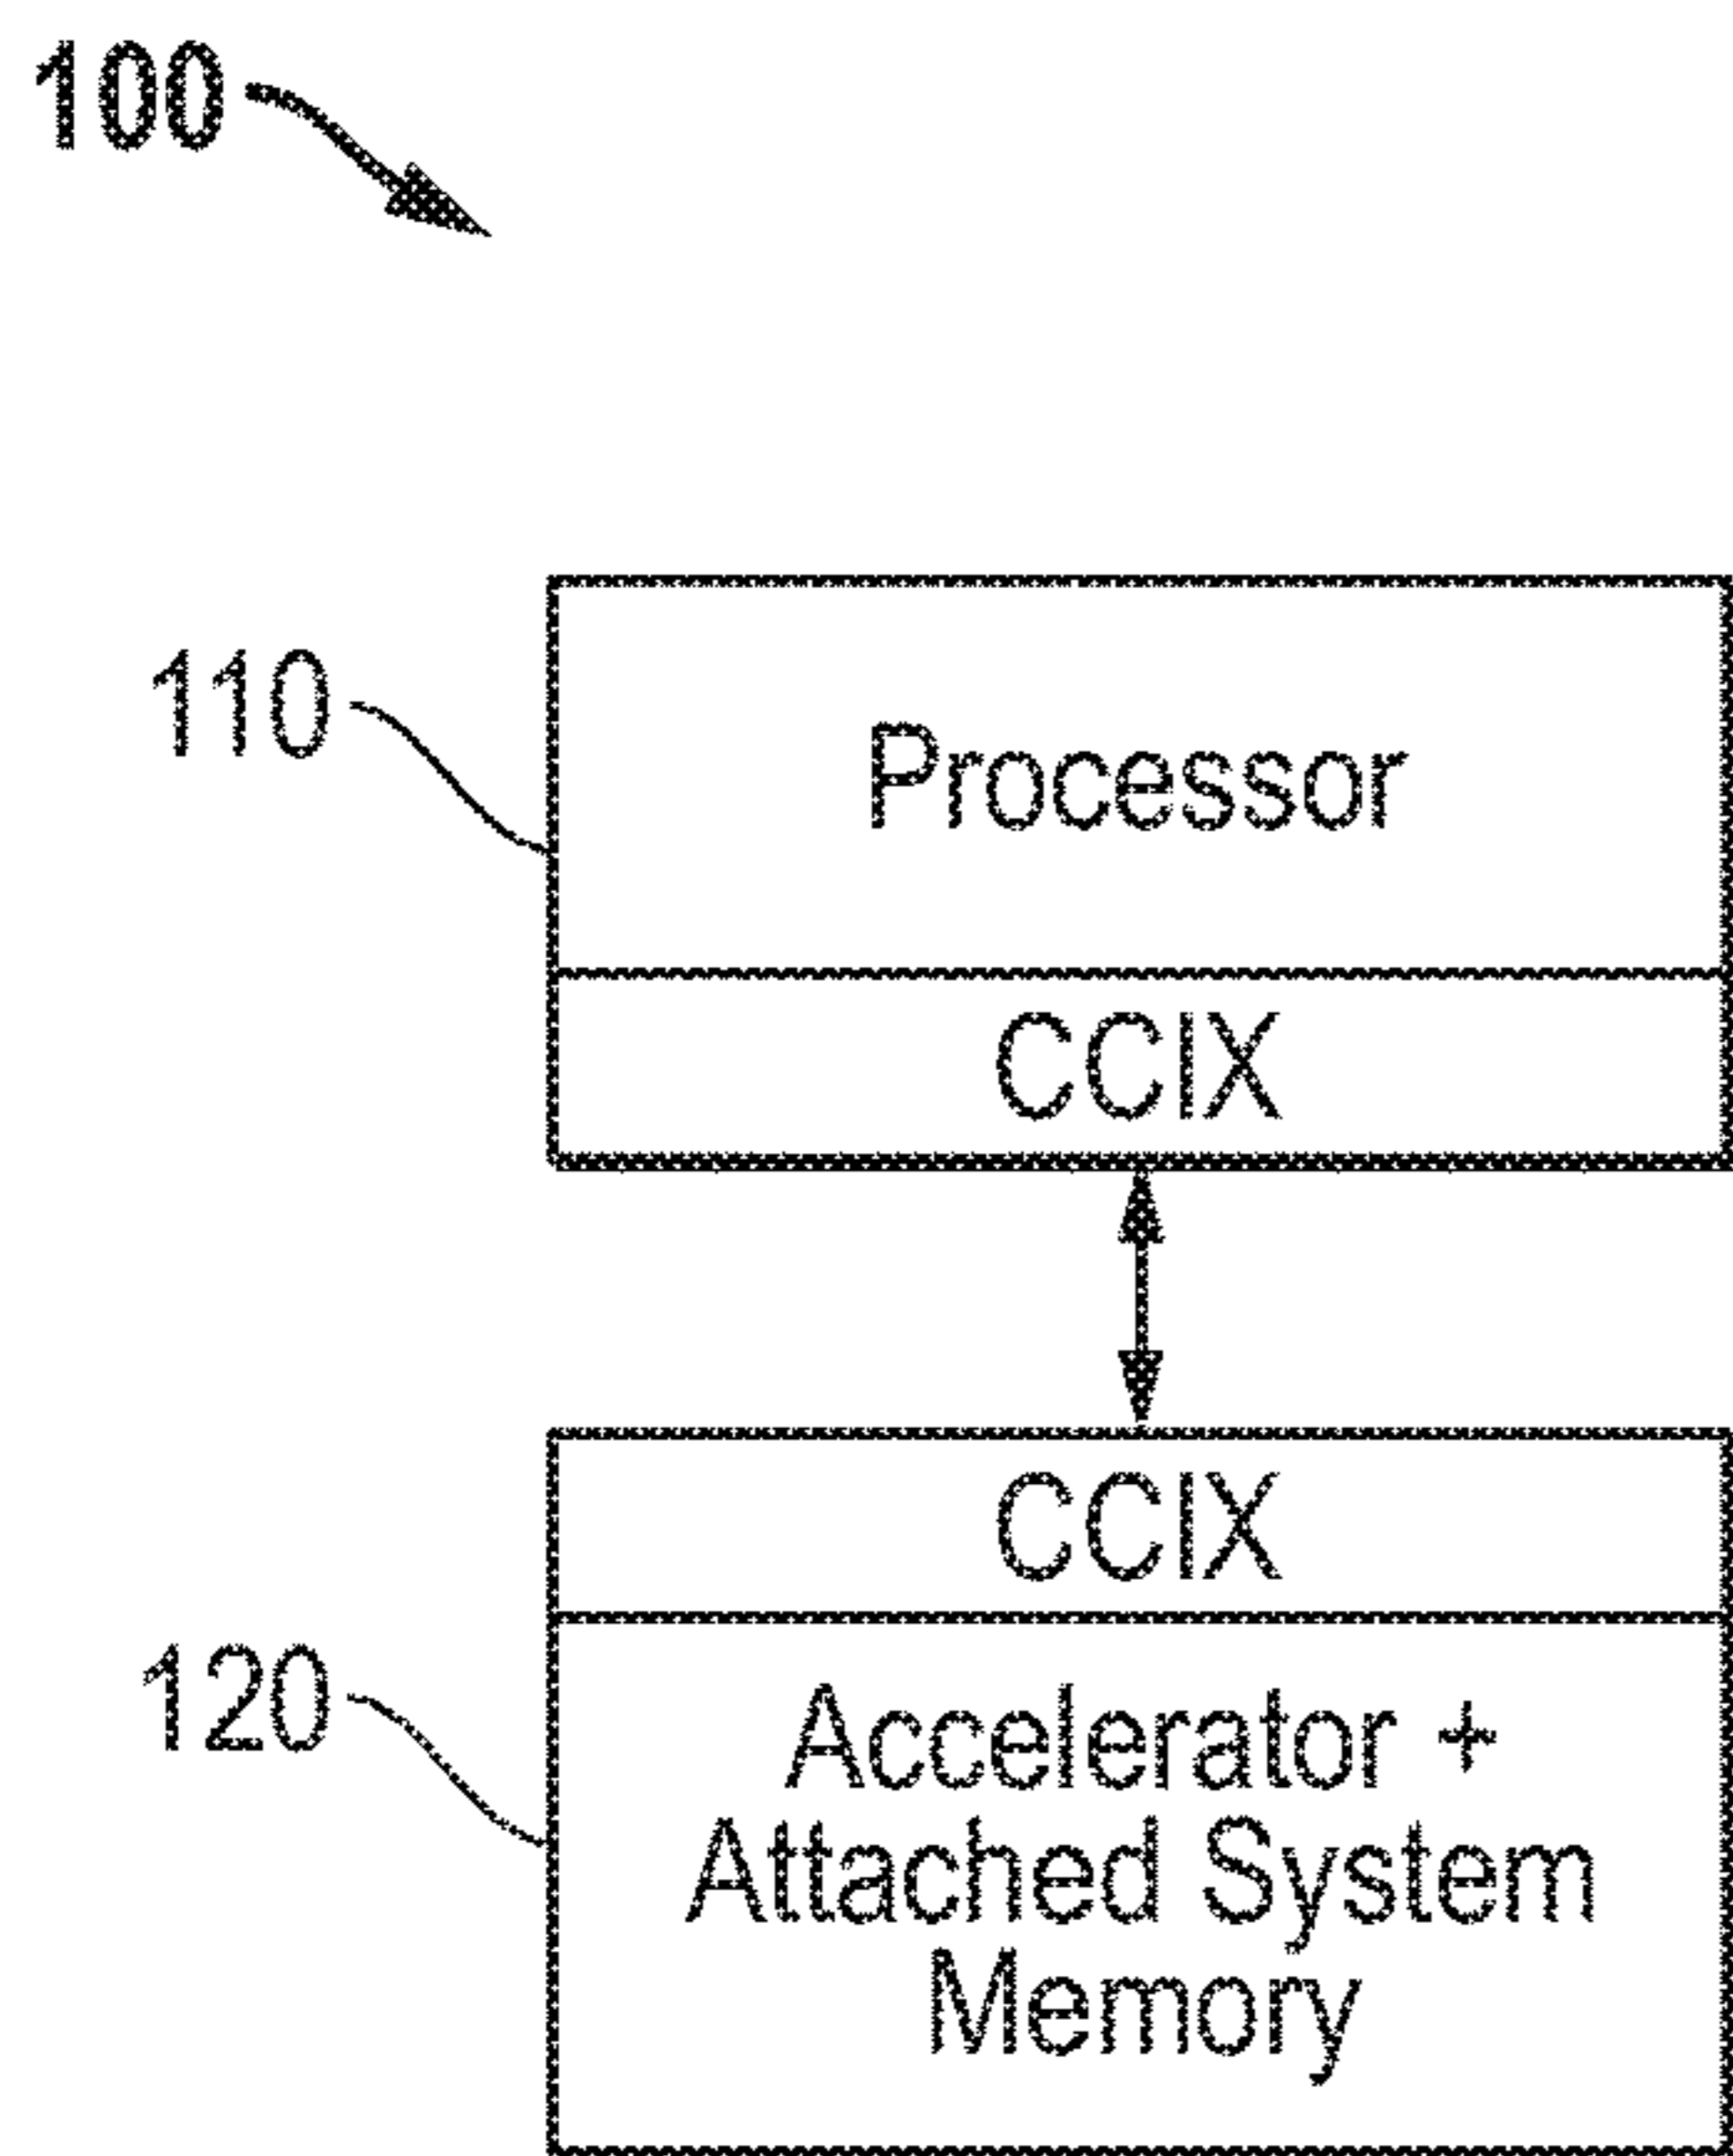 100
110
Processor
CCIX
CCIX
120
Accelerator +
Attached System
Memory